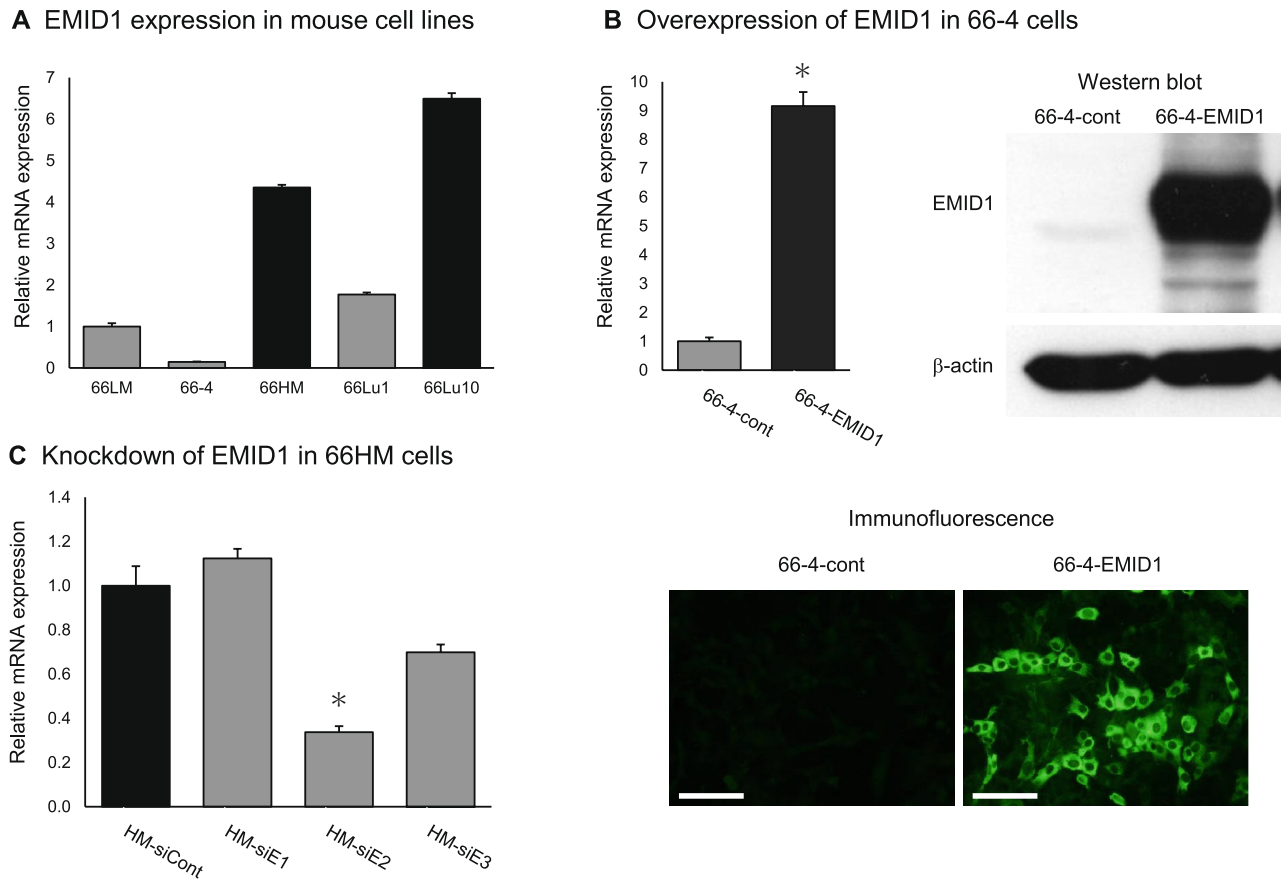 A EMID1 expression in mouse cell lines
Relative mRNA expression
7
6
5
4
3
2
1
0
66LM 66-4 66HM 66Lu1 66Lu10
B Overexpression of EMID1 in 66-4 cells
Relative mRNA expression
10
9
8
7
6
5
4
3
2
1
0
*
66-4-cont 66-4-EMID1
Western blot
66-4-cont 66-4-EMID1
EMID1
β-actin
C Knockdown of EMID1 in 66HM cells
Relative mRNA expression
1.4
1.2
1.0
0.8
0.6
0.4
0.2
0.0
*
HM-siCont HM-siE1 HM-siE2 HM-siE3
Immunofluorescence
66-4-cont 66-4-EMID1